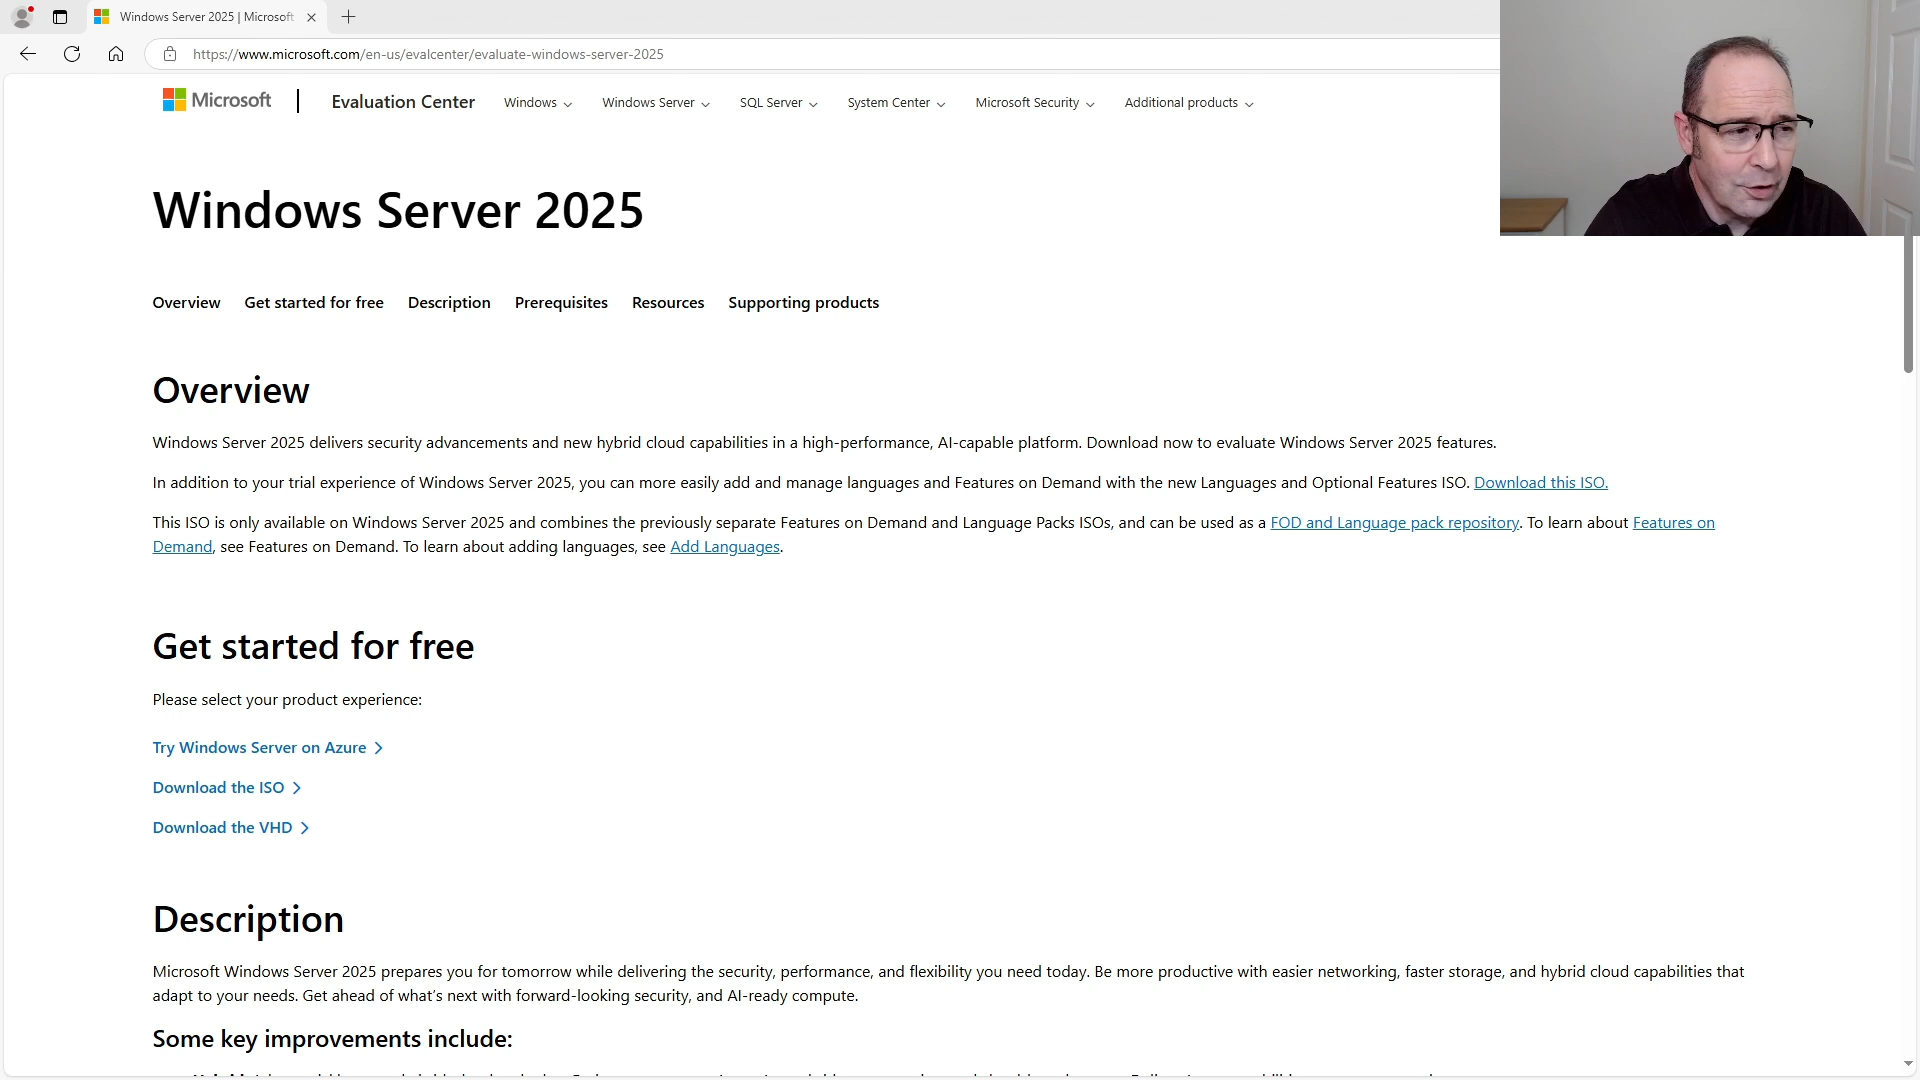 Windows Server 2025 | Microsoft
https://www.microsoft.com/en-us/evalcenter/evaluate-windows-server-2025
Microsoft
Evaluation Center
Windows
Windows Server
SQL Server
System Center
Microsoft Security
Additional products
Windows Server 2025
Overview
Get started for free
Description
Prerequisites
Resources
Supporting products
Overview
Windows Server 2025 delivers security advancements and new hybrid cloud capabilities in a high-performance, AI-capable platform. Download now to evaluate Windows Server 2025 features.
In addition to your trial experience of Windows Server 2025, you can more easily add and manage languages and Features on Demand with the new Languages and Optional Features ISO. Download this ISO.
This ISO is only available on Windows Server 2025 and combines the previously separate Features on Demand and Language Packs ISOs, and can be used as a FOD and Language pack repository. To learn about Features on
Demand, see Features on Demand. To learn about adding languages, see Add Languages.
Get started for free
Please select your product experience:
Try Windows Server on Azure
Download the ISO
Download the VHD
Description
Microsoft Windows Server 2025 prepares you for tomorrow while delivering the security, performance, and flexibility you need today. Be more productive with easier networking, faster storage, and hybrid cloud capabilities that
adapt to your needs. Get ahead of what's next with forward-looking security, and AI-ready compute.
Some key improvements include: